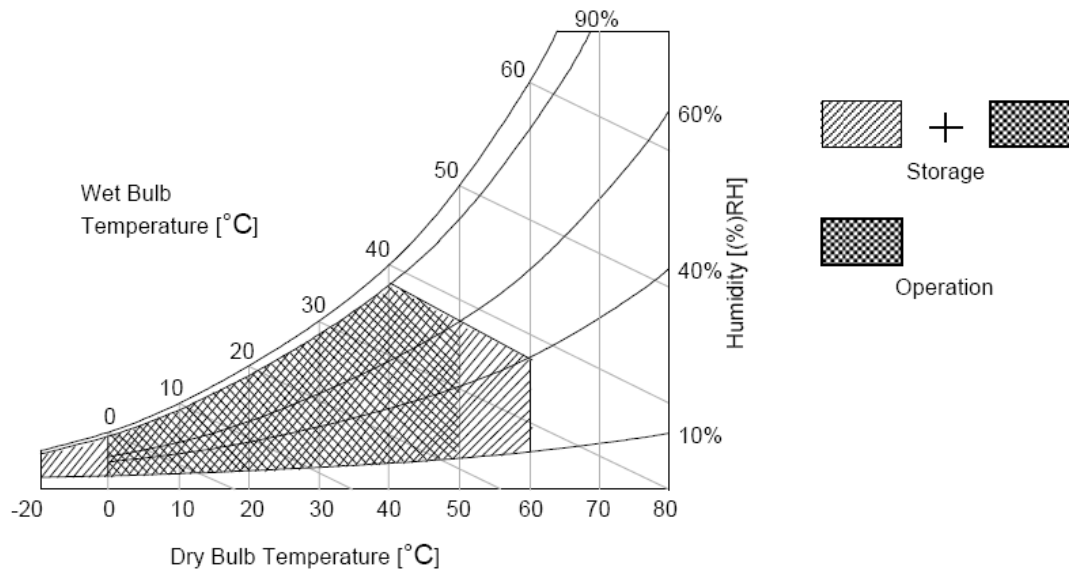 90%
60
60%
50
Wet Bulb
Temperature [°C]
40
40%
30
20
10
0
10%
Humidity [(%)RH]
-20 0 10 20 30 40 50 60 70 80
Dry Bulb Temperature [°C]
+
Storage
Operation